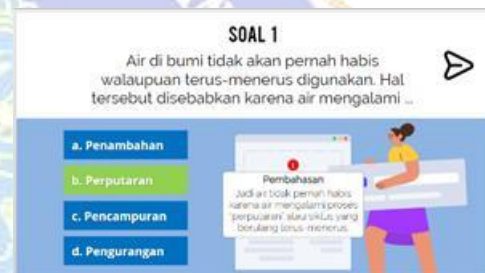 SOAL 1
Air di bumi tidak akan pernah habis
walaupuan terus-menerus digunakan. Hal
tersebut disebabkan karena air mengalami ...
a. Penambahan
b. Perputaran
c. Pencampuran
d. Pengurangan
Pembahasan
Jadi air tidak pernah habis
karena air mengalami proses
"perputaran" atau siklus yang
berulang terus-menerus.